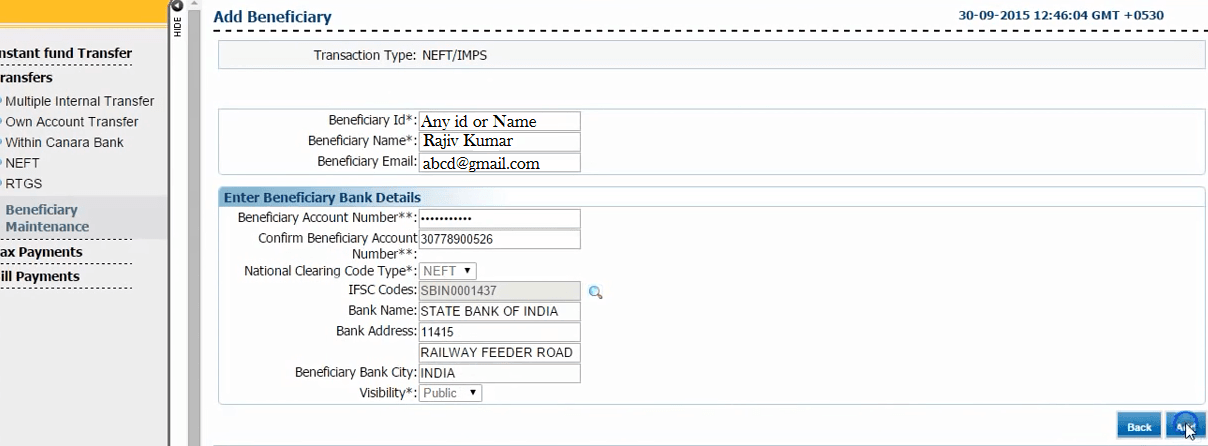 HIDE
Add Beneficiary
30-09-2015 12:46:04 GMT +0530
nstant fund Transfer
ransfers
Multiple Internal Transfer
Own Account Transfer
Within Canara Bank
NEFT
RTGS
Beneficiary
Maintenance
ax Payments
ill Payments
Transaction Type: NEFT/IMPS
Beneficiary Id*: Any id or Name
Beneficiary Name*: Rajiv Kumar
Beneficiary Email: abcd@gmail.com
Enter Beneficiary Bank Details
Beneficiary Account Number**: •••••••••••
Confirm Beneficiary Account
Number**: 30778900526
National Clearing Code Type*: NEFT
IFSC Codes: SBIN0001437
Bank Name: STATE BANK OF INDIA
Bank Address: 11415
RAILWAY FEEDER ROAD
Beneficiary Bank City: INDIA
Visibility*: Public
Back